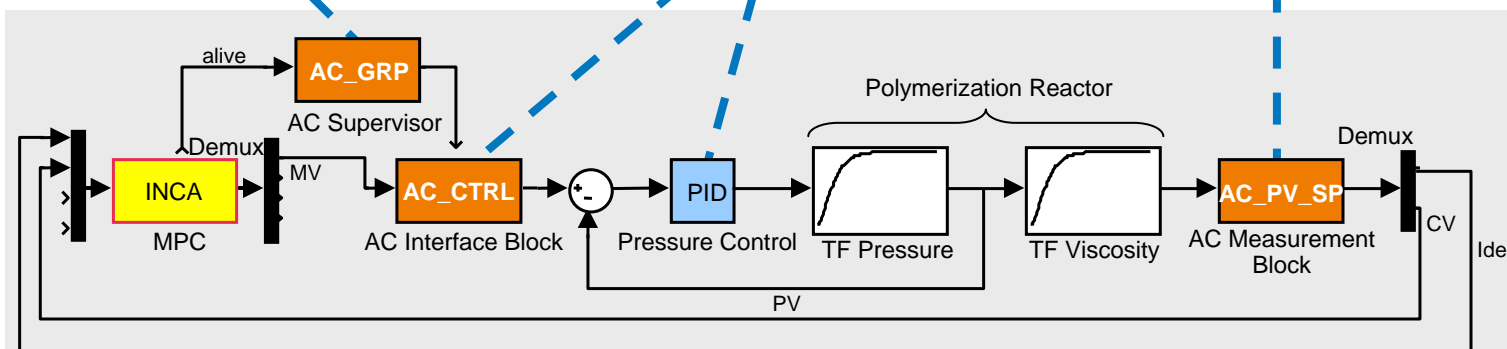 alive
AC_GRP
AC Supervisor
Polymerization Reactor
Demux
Demux
MV
INCA
MPC
AC_CTRL
AC Interface Block
+
-
PID
Pressure Control
TF Pressure
TF Viscosity
AC_PV_SP
AC Measurement
Block
CV
Ide
PV